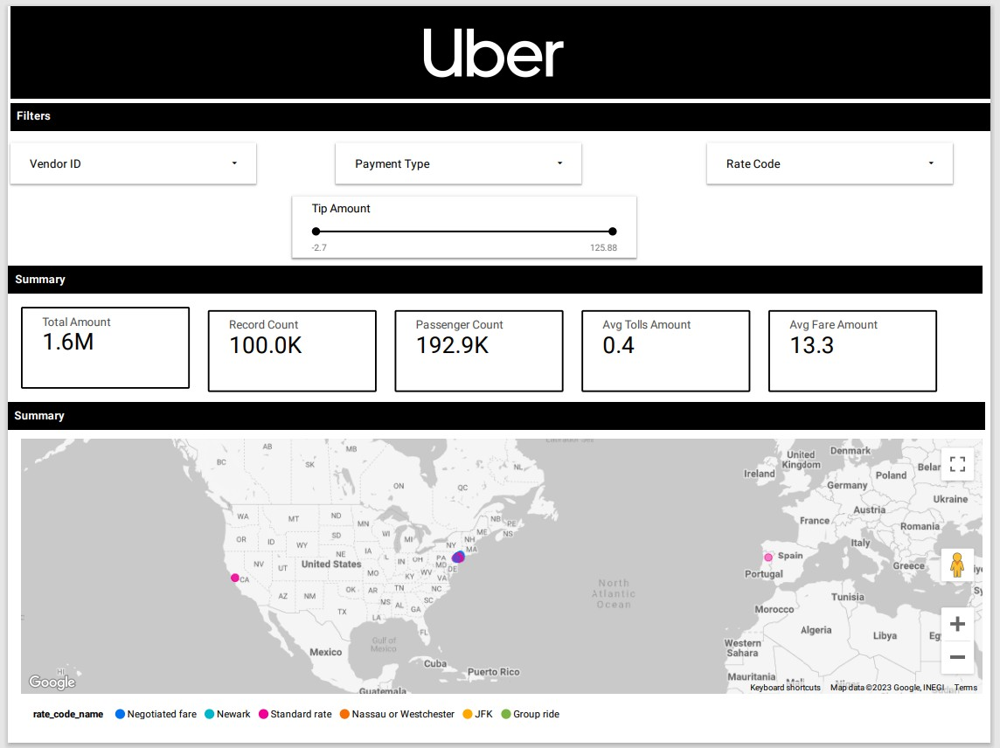 Uber
Filters
Vendor ID
Payment Type
Rate Code
Tip Amount
-2.7
125.88
Summary
Total Amount
1.6M
Record Count
100.0K
Passenger Count
192.9K
Avg Tolls Amount
0.4
Avg Fare Amount
13.3
Summary
AB
MB
BC
SK
NL
ON
QC
WA
MT
ND
MN
NB
PE
OR
ID
SD
WI
MI
ME
NS
WY
NY
NH
MA
NE
IA
IN
OH
PA
NV
UT
United States
MD
DE
MO
KY
WV
VA
CA
AZ
NM
OK
AR
TN
NC
MS
AL
SC
GA
TX
LA
FL
Gulf of
Mexico
Mexico
Cuba
Puerto Rico
Guatemala
HI
North
Atlantic
Ocean
United
Kingdom
Denmark
Ireland
Poland
Belar
Germany
Ukraine
Austria
France
Romania
Italy
Spain
Portugal
Greece
Tunisia
Morocco
Algeria
Libya
Eg
Western
Sahara
Mauritania
Google
Keyboard shortcuts
Map data ©2023 Google, INEGI
Terms
rate_code_name
Negotiated fare
Newark
Standard rate
Nassau or Westchester
JFK
Group ride